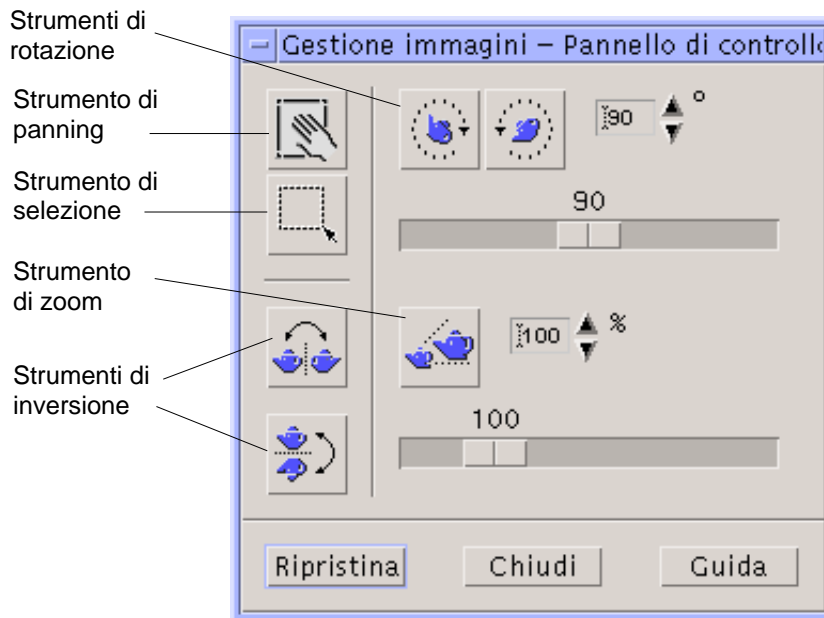 Strumenti di
rotazione
Strumento di
panning
Strumento di
selezione
Strumento
di zoom
Strumenti di
inversione
Gestione immagini – Pannello di controllo
90 °
90
100 %
100
Ripristina
Chiudi
Guida